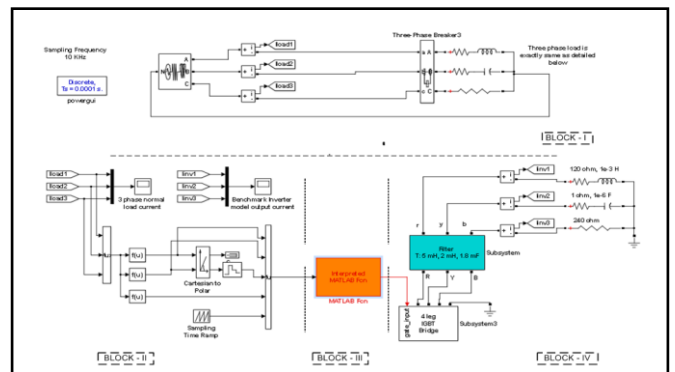 Sampling Frequency
10 KHz
Discrete,
Ts = 0.0001 s.
powergui
N
A
B
C
Iload1
Iload2
Iload3
Three-Phase Breaker3
a A
b B
c C
Three phase load is
exactly same as detailed
below
BLOCK - I
Iload1
Iload2
Iload3
3 phase normal
load current
Iinv1
Iinv2
Iinv3
Benchmark Inverter
model output current
f(u)
f(u)
f(u)
Cartesian to
Polar
Sampling
Time Ramp
Interpreted
MATLAB Fcn
MATLAB Fcn
Iinv1
Iinv2
Iinv3
120 ohm, 1e-3 H
1 ohm, 1e-6 F
240 ohm
r
y
b
Filter
T: 5 mH, 2 mH, 1.8 mF
Subsystem
R
Y
B
gate_input
4 leg
IGBT
Bridge
Subsystem3
BLOCK - II
BLOCK - III
BLOCK - IV